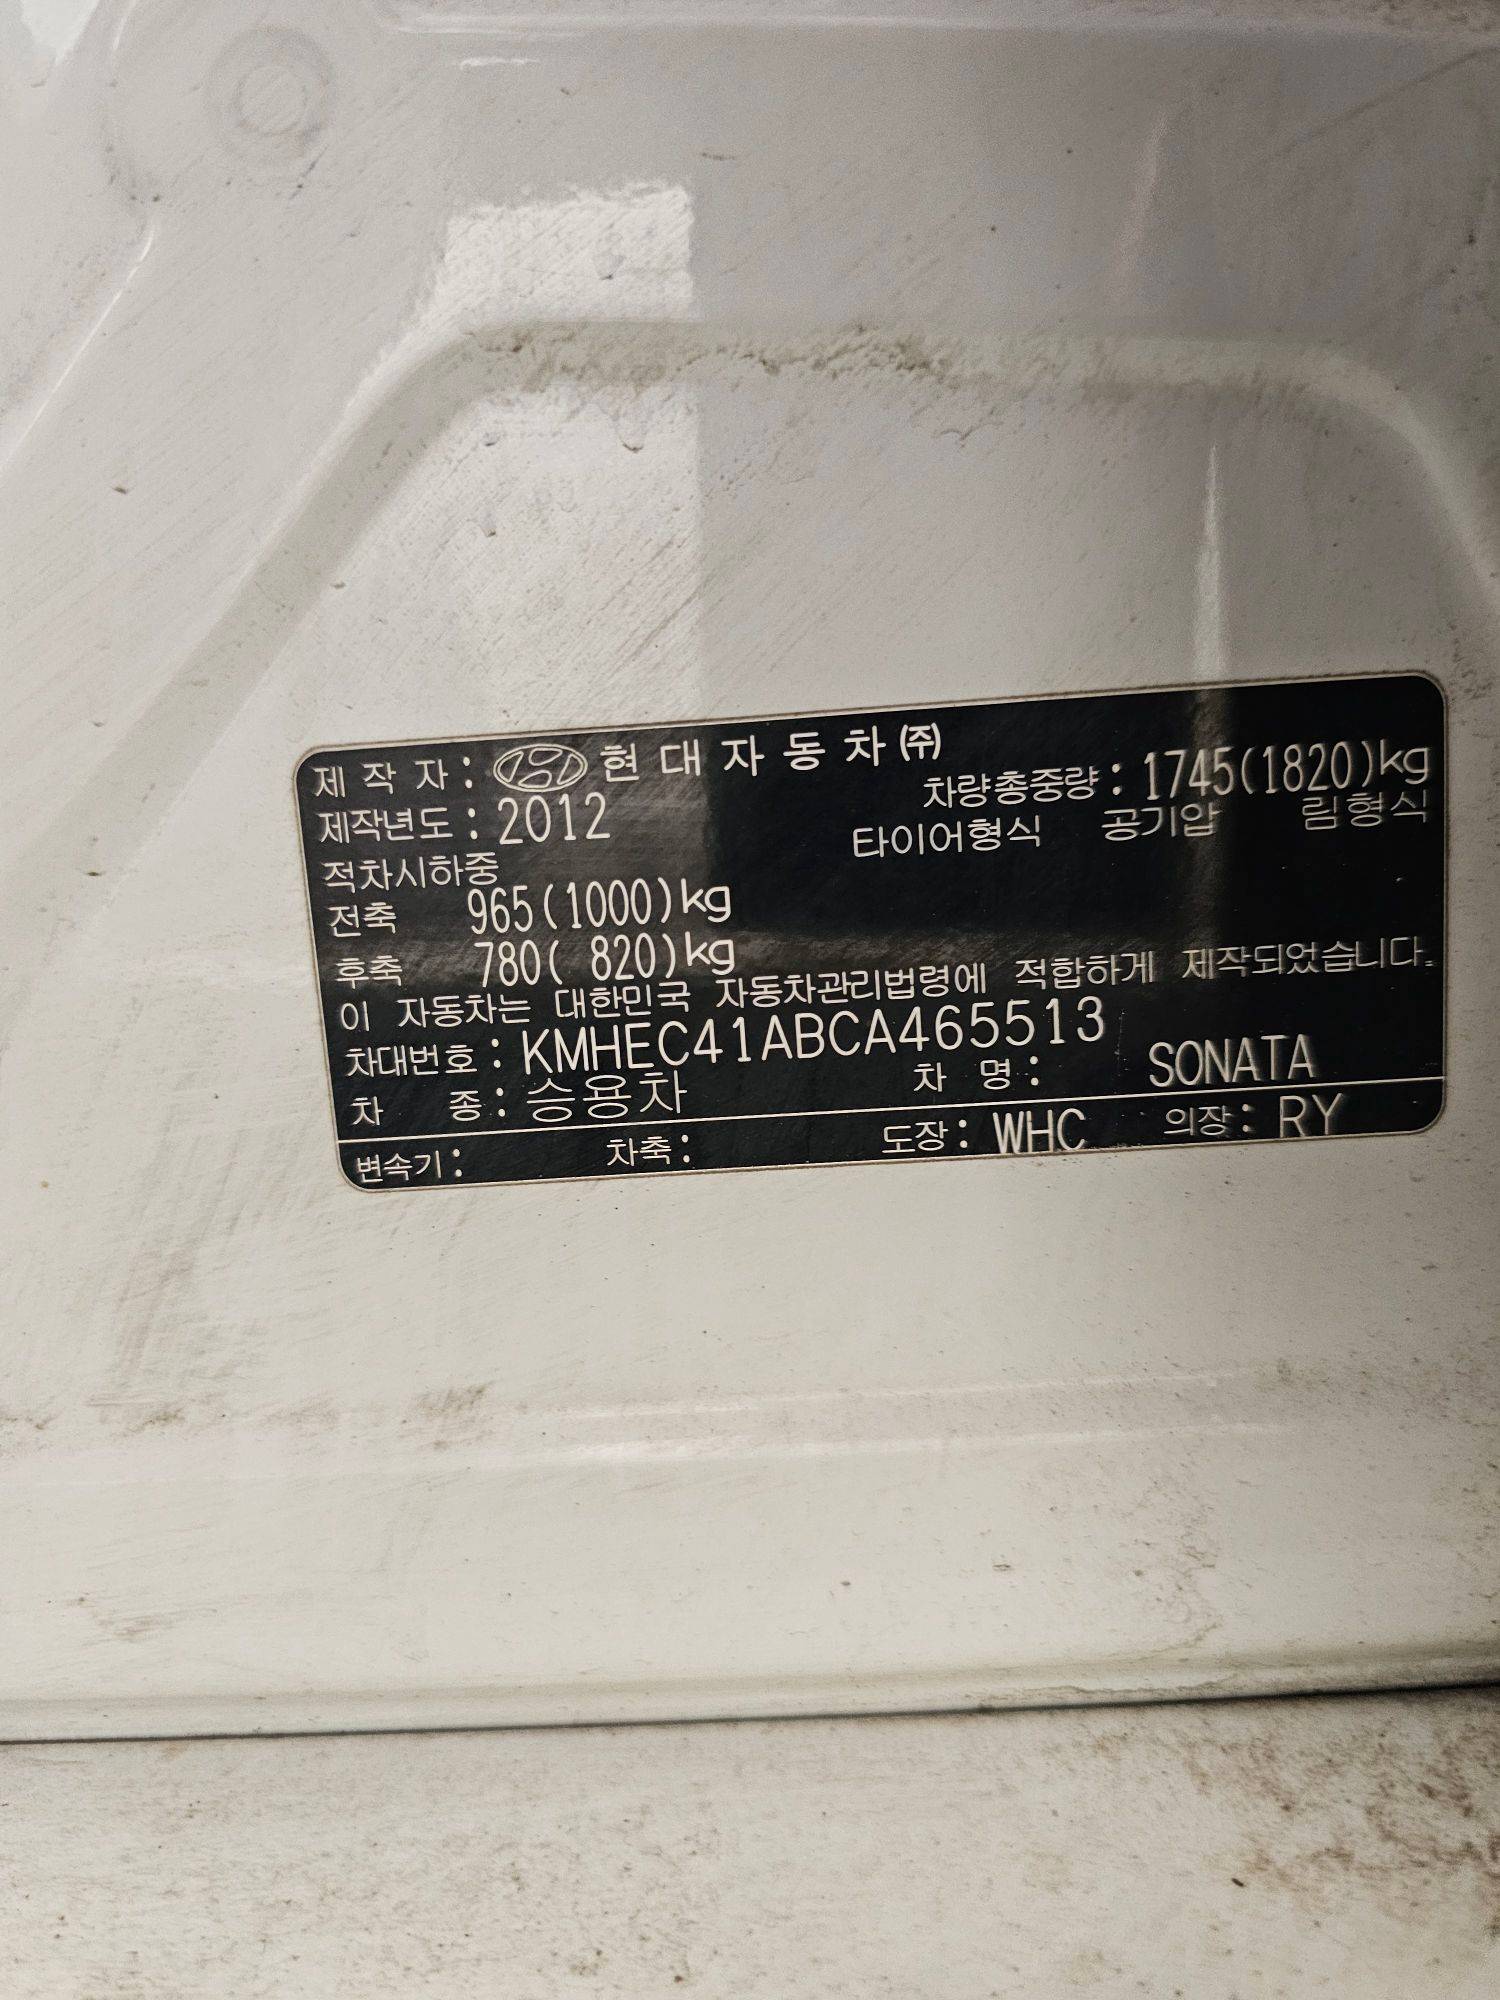 제 작 자 : 현 대 자 동 차 ㈜
제작년도 : 2012 차량총중량 : 1745(1820)kg
적차시하중 타이어형식 공기압 림형식
전축 965(1000)kg
후축 780( 820)kg
이 자동차는 대한민국 자동차관리법령에 적합하게 제작되었습니다.
차대번호 : KMHEC41ABCA465513
차 종 : 승용차 차 명 : SONATA
변속기 : 차축 : 도장 : WHC 의장 : RY